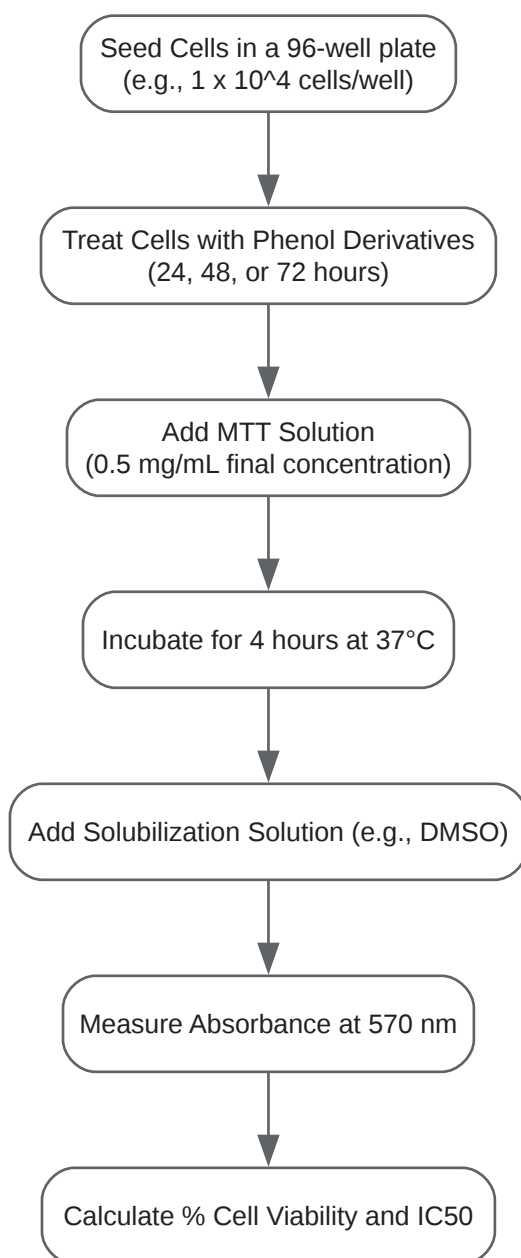 Seed Cells in a 96-well plate
(e.g., 1 x 10^4 cells/well)
Treat Cells with Phenol Derivatives
(24, 48, or 72 hours)
Add MTT Solution
(0.5 mg/mL final concentration)
Incubate for 4 hours at 37°C
Add Solubilization Solution (e.g., DMSO)
Measure Absorbance at 570 nm
Calculate % Cell Viability and IC50